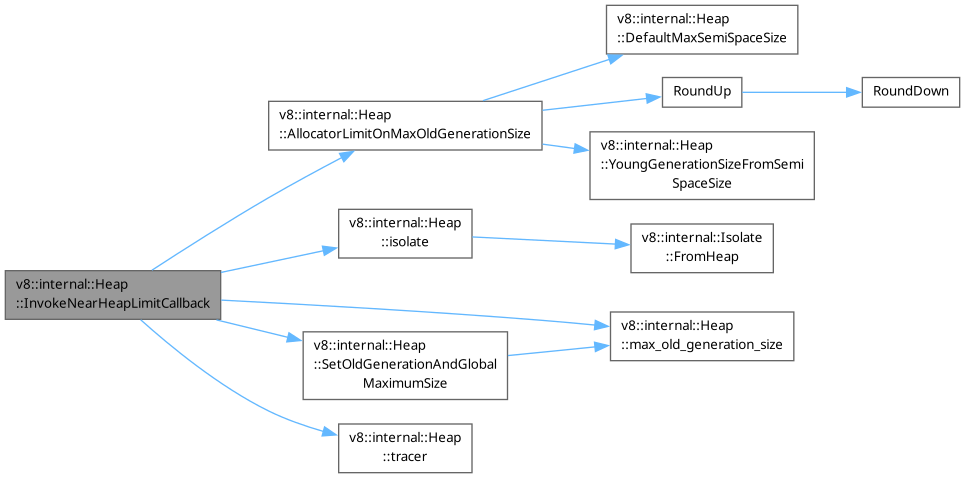 v8::internal::Heap
::DefaultMaxSemiSpaceSize
RoundUp
RoundDown
v8::internal::Heap
::AllocatorLimitOnMaxOldGenerationSize
v8::internal::Heap
::YoungGenerationSizeFromSemi
SpaceSize
v8::internal::Heap
::isolate
v8::internal::Isolate
::FromHeap
v8::internal::Heap
::InvokeNearHeapLimitCallback
v8::internal::Heap
::max_old_generation_size
v8::internal::Heap
::SetOldGenerationAndGlobal
MaximumSize
v8::internal::Heap
::tracer